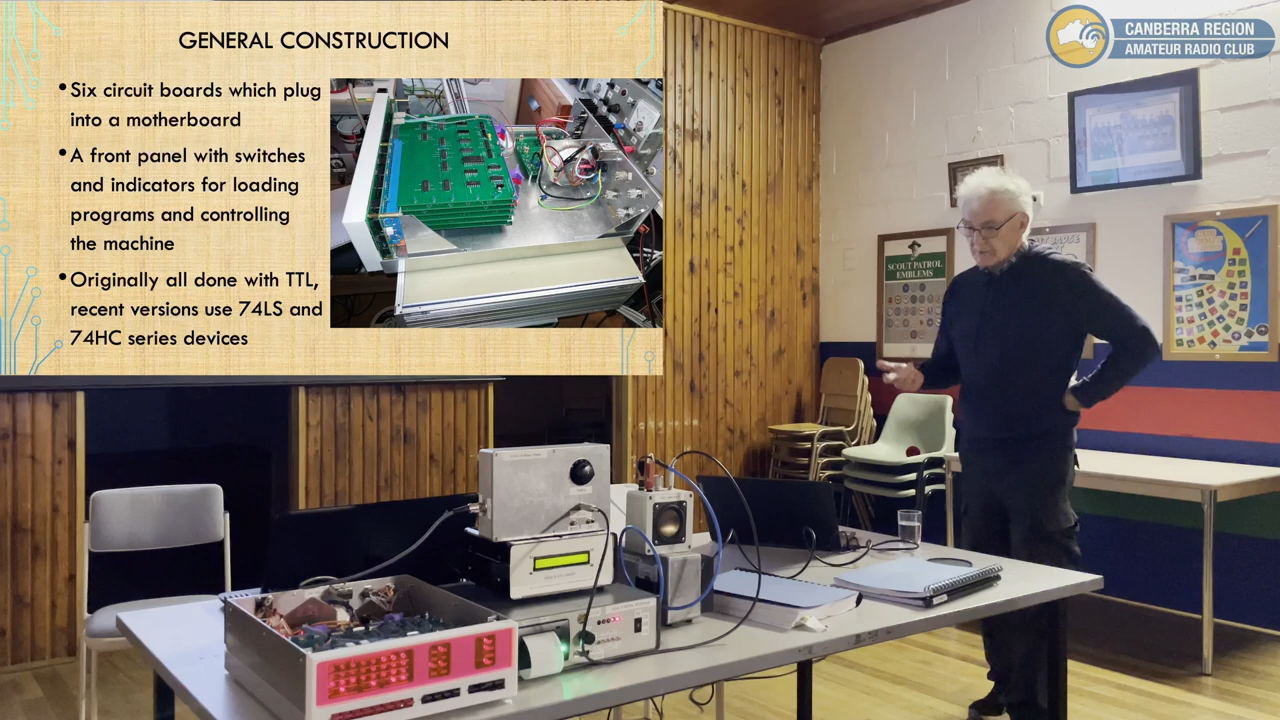 GENERAL CONSTRUCTION
• Six circuit boards which plug
into a motherboard
• A front panel with switches
and indicators for loading
programs and controlling
the machine
• Originally all done with TTL,
recent versions use 74LS and
74HC series devices
CANBERRA REGION
AMATEUR RADIO CLUB
SCOUT PATROL
EMBLEMS